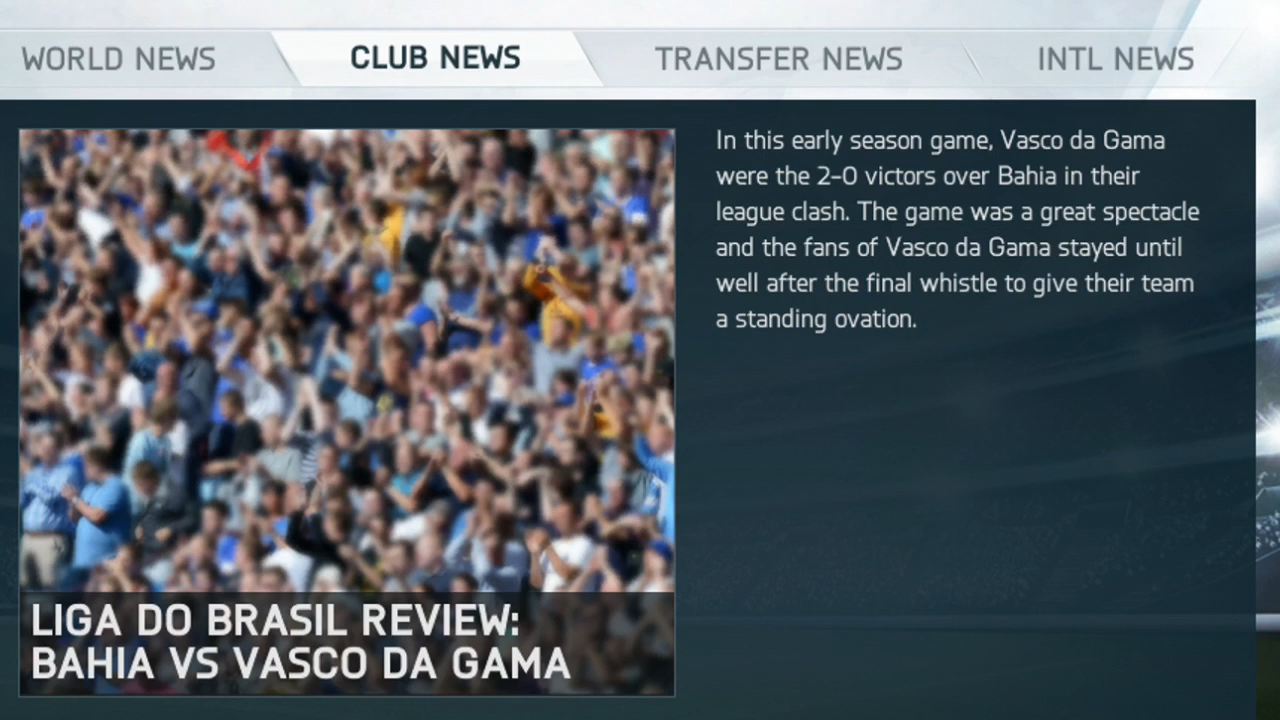 WORLD NEWS
CLUB NEWS
TRANSFER NEWS
INTL NEWS
In this early season game, Vasco da Gama
were the 2-0 victors over Bahia in their
league clash. The game was a great spectacle
and the fans of Vasco da Gama stayed until
well after the final whistle to give their team
a standing ovation.
LIGA DO BRASIL REVIEW:
BAHIA VS VASCO DA GAMA